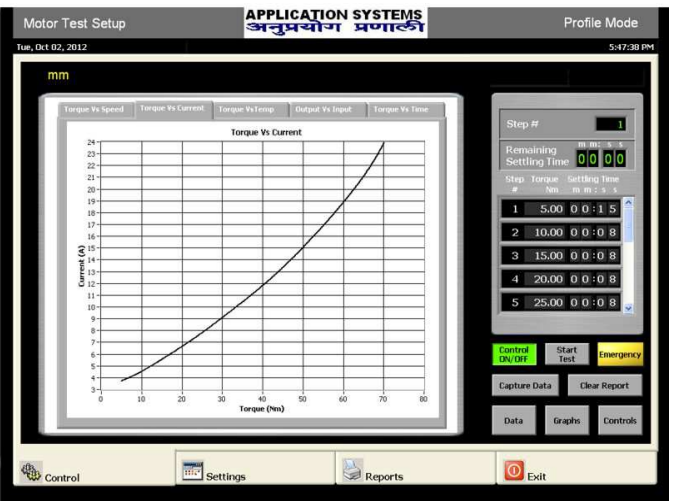 Motor Test Setup
APPLICATION SYSTEMS
अनुप्रयोग प्रणाली
Profile Mode
Tue, Oct 02, 2012
5:47:38 PM
mm
Torque Vs Speed
Torque Vs Current
Torque VsTemp
Output Vs Input
Torque Vs Time
Torque Vs Current
24
23
22
21
20
19
18
17
16
15
14
13
12
11
10
9
8
7
6
5
4
3
Current (A)
0 10 20 30 40 50 60 70 80
Torque (Nm)
Step # 1
m m : s s
Remaining
Settling Time 0 0 0 0
Step Torque Settling Time
# Nm m m : s s
1 5.00 0 0 : 1 5
2 10.00 0 0 : 0 8
3 15.00 0 0 : 0 8
4 20.00 0 0 : 0 8
5 25.00 0 0 : 0 8
Control
ON/OFF
Start
Test
Emergency
Capture Data
Clear Report
Data
Graphs
Controls
Control
Settings
Reports
Exit